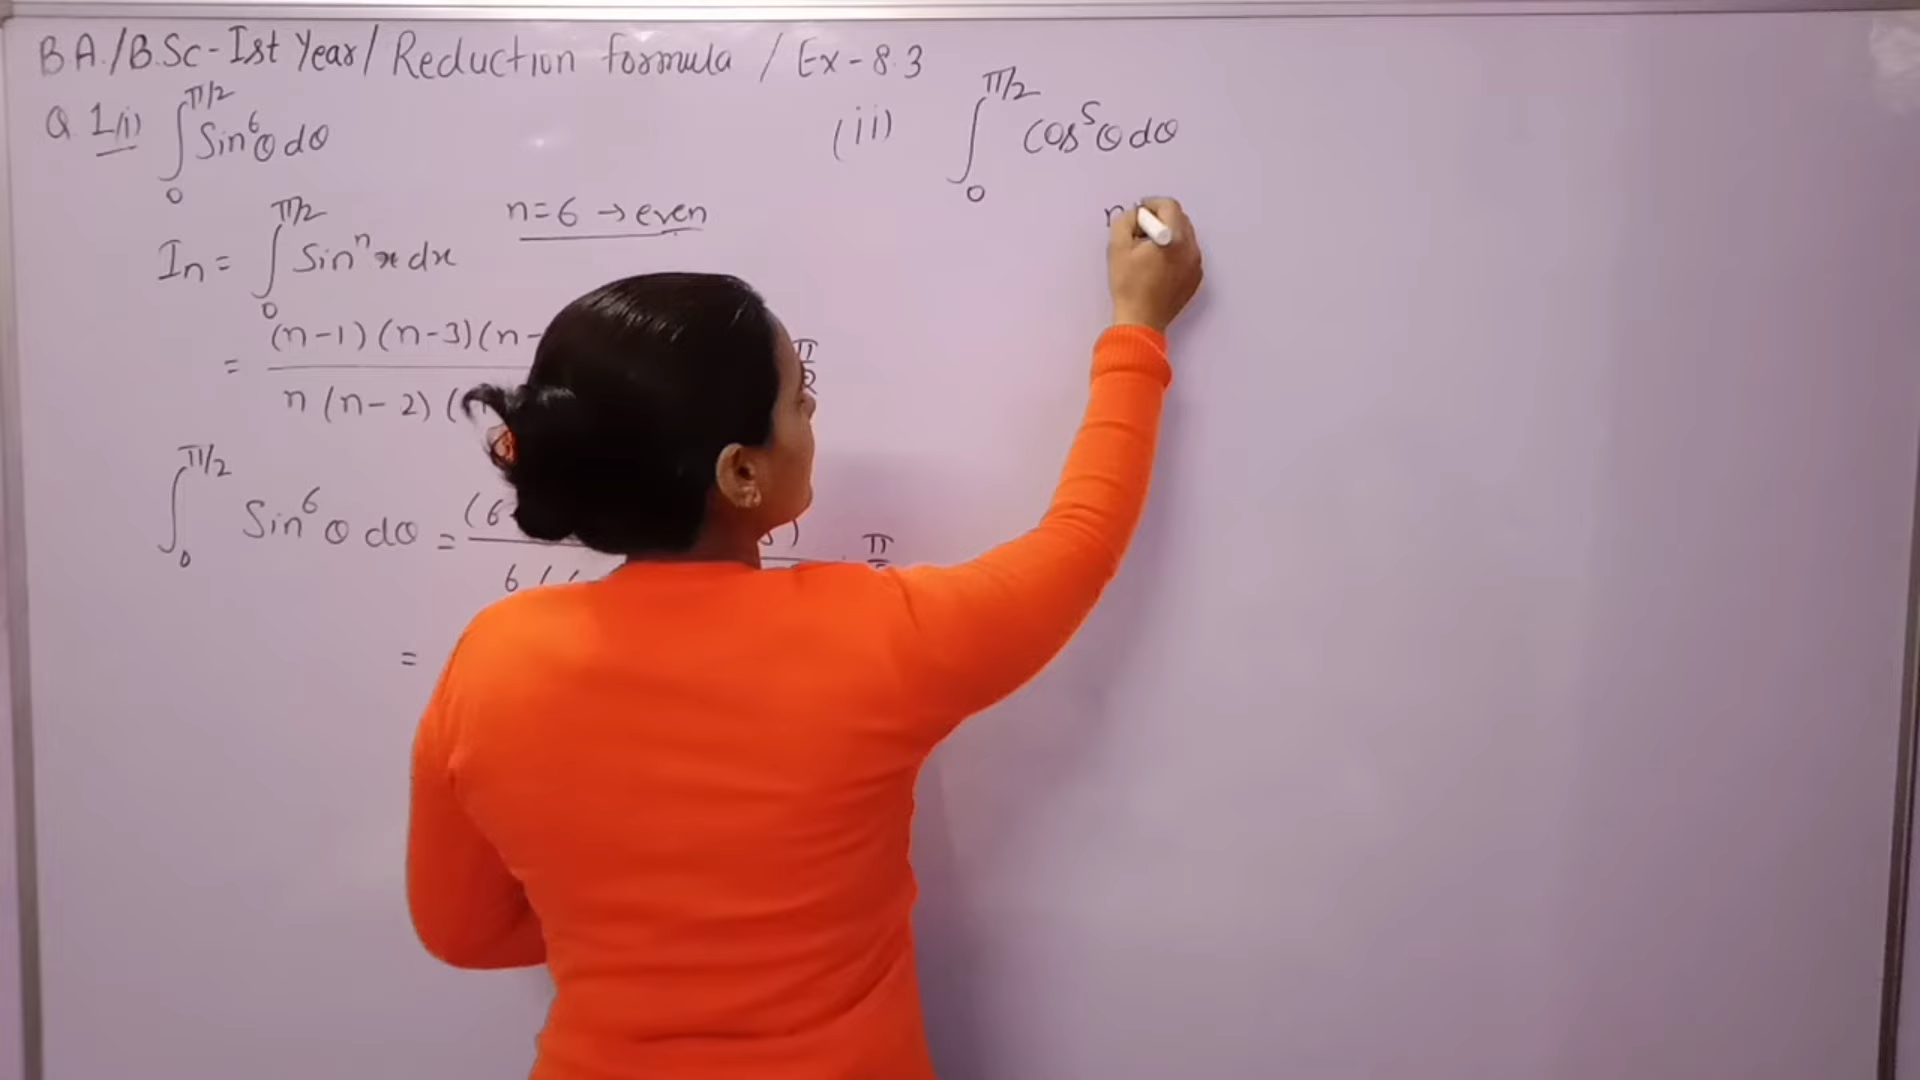 BA./B.Sc-Ist Year/ Reduction formula / Ex-8.3
Q 1(i) ∫₀^π/2 Sin⁶θ dθ
In = ∫₀^π/2 Sinⁿx dx
n=6 → even
= (n-1)(n-3)(n-
n(n-2)(
π
∫₀^π/2 Sin⁶θ dθ = (6
6
π
=
(ii) ∫₀^π/2 Cos⁵θ dθ
n